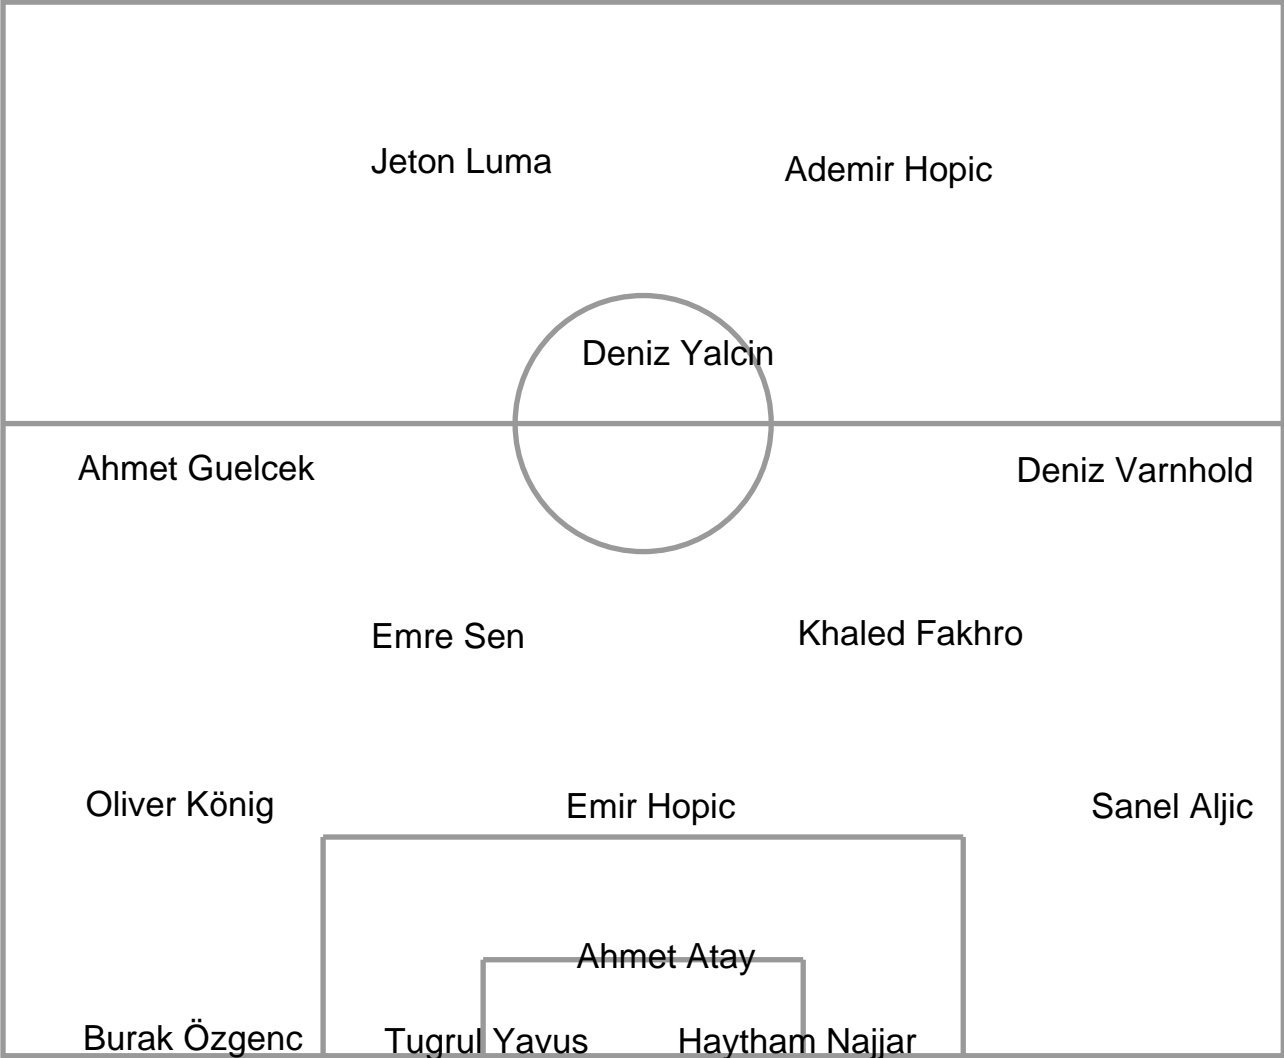 Jeton Luma
Ademir Hopic
Deniz Yalcin
Ahmet Guelcek
Deniz Varnhold
Emre Sen
Khaled Fakhro
Oliver König
Emir Hopic
Sanel Aljic
Ahmet Atay
Burak Özgenc
Tugrul Yavus
Haytham Najjar